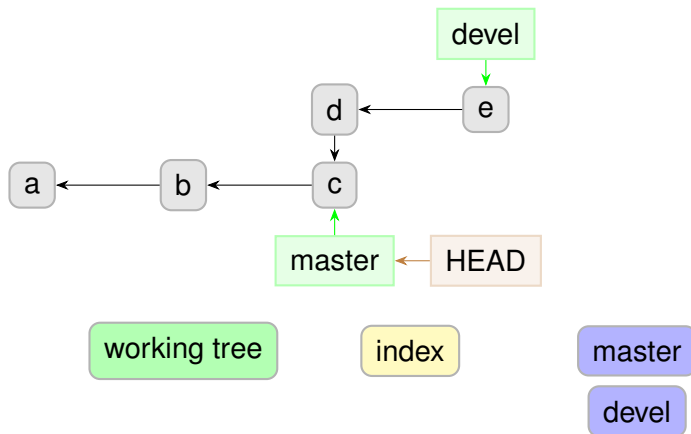 devel
d
e
a
b
c
master
HEAD
working tree
index
master
devel